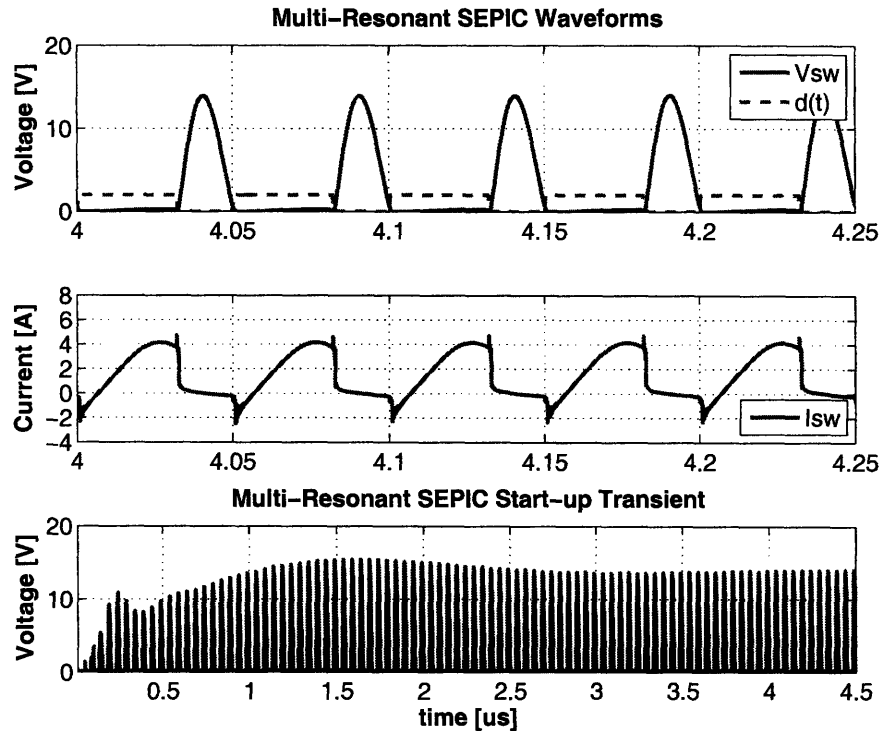 Multi-Resonant SEPIC Waveforms
Voltage [V]
20
10
0
Vsw
d(t)
4 4.05 4.1 4.15 4.2 4.25
Current [A]
8
6
4
2
0
-2
-4
Isw
4 4.05 4.1 4.15 4.2 4.25
Multi-Resonant SEPIC Start-up Transient
Voltage [V]
20
10
0
0.5 1 1.5 2 2.5 3 3.5 4 4.5
time [us]